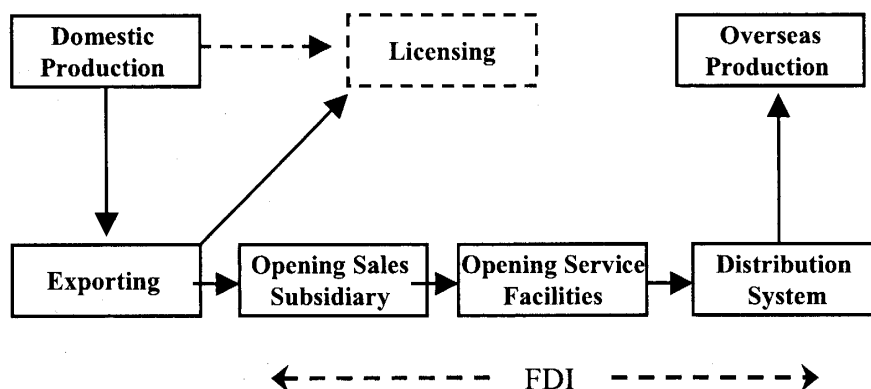 Domestic
Production
Licensing
Overseas
Production
Exporting
Opening Sales
Subsidiary
Opening Service
Facilities
Distribution
System
FDI